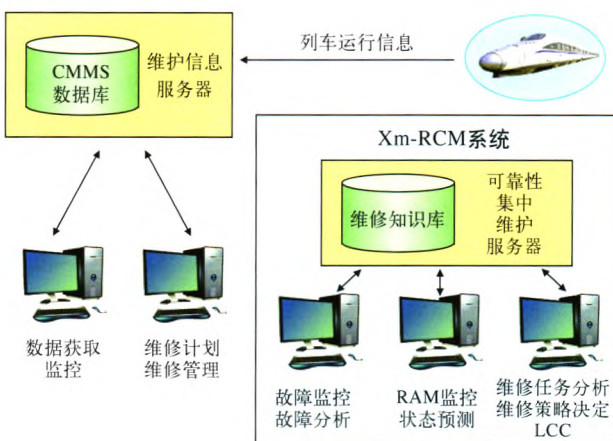 列车运行信息
CMMS
数据库
维护信息
服务器
数据获取
监控
维修计划
维修管理
Xm-RCM系统
维修知识库
可靠性
集中
维护
服务器
故障监控
故障分析
RAM监控
状态预测
维修任务分析
维修策略决定
LCC